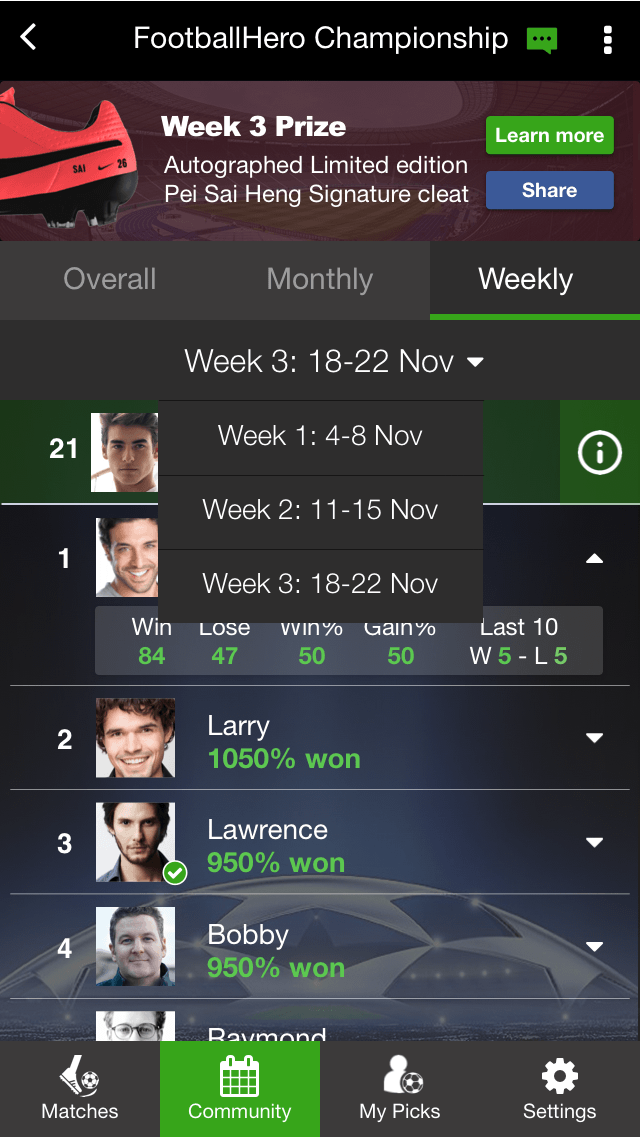 FootballHero Championship
Week 3 Prize
Autographed Limited edition
Pei Sai Heng Signature cleat
Learn more
Share
SAI 26
Overall Monthly Weekly
Week 3: 18-22 Nov
21
Week 1: 4-8 Nov
Week 2: 11-15 Nov
Week 3: 18-22 Nov
1
Win Lose Win% Gain% Last 10
84 47 50 50 W 5 - L 5
2
Larry
1050% won
3
Lawrence
950% won
4
Bobby
950% won
Raymond
Matches Community My Picks Settings